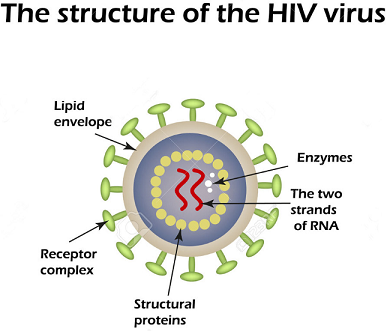 The structure of the HIV virus
Lipid
envelope
Enzymes
The two
strands
of RNA
Receptor
complex
Structural
proteins